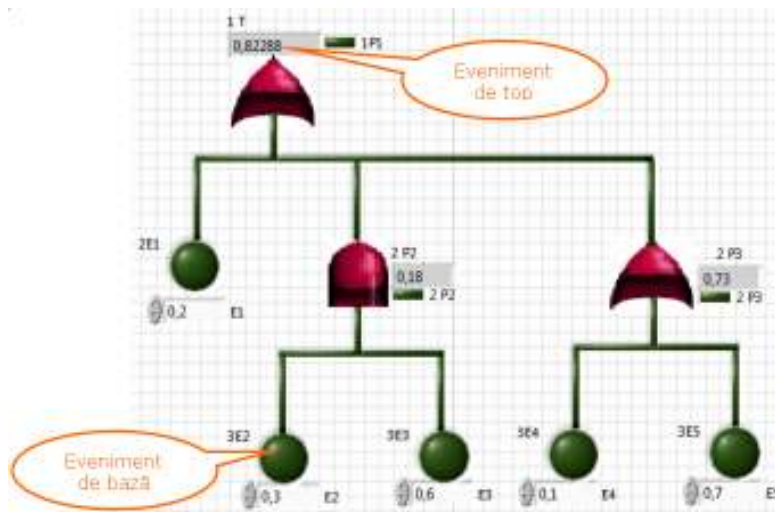 1 T
0,82288 1P1
Eveniment
de top
2E1
2 P2
0,18
2 P2
2 P3
0,73
2 P3
0,2 E1
3E2
3E3
3E4
3E5
Eveniment
de bază
0,3 E2
0,6 E3
0,1 E4
0,7 E5